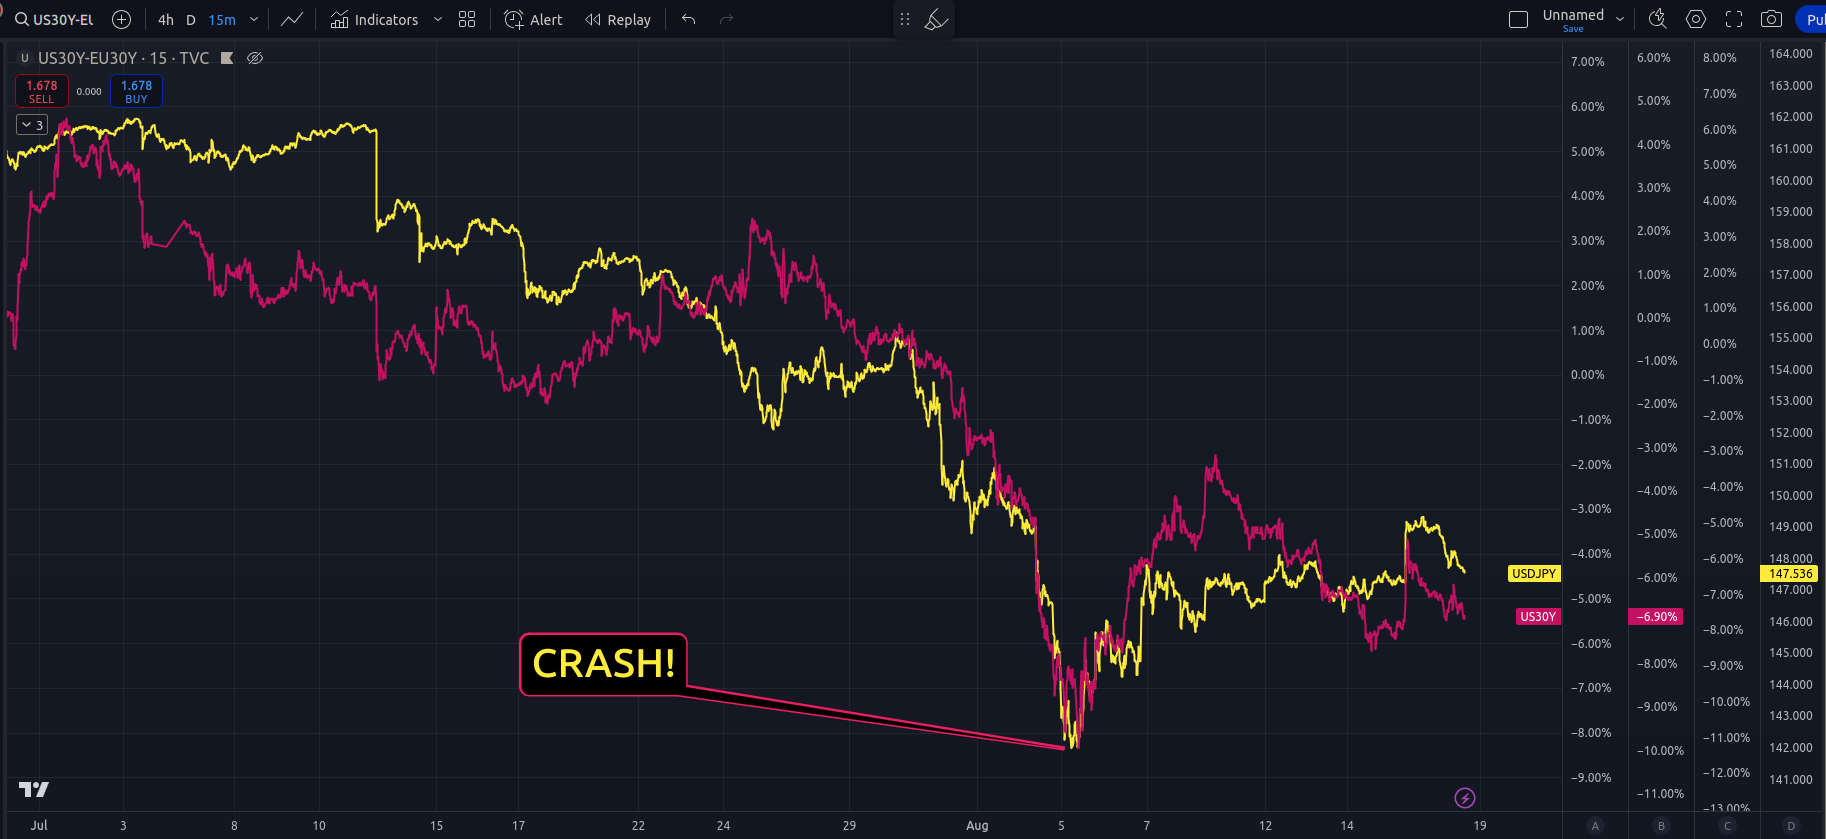 US30Y-EU 4h D 15m Indicators Alert Replay Unnamed Save Pu
U US30Y-EU30Y · 15 · TVC
1.678 SELL 0.000 1.678 BUY
3
7.00% 6.00% 8.00% 164.000
6.00% 5.00% 7.00% 163.000
5.00% 4.00% 6.00% 162.000
4.00% 3.00% 5.00% 161.000
3.00% 2.00% 4.00% 160.000
2.00% 1.00% 3.00% 159.000
1.00% 0.00% 2.00% 158.000
0.00% −1.00% 1.00% 157.000
−1.00% −2.00% 0.00% 156.000
−2.00% −3.00% −1.00% 155.000
−3.00% −4.00% −2.00% 154.000
−4.00% −5.00% −3.00% 153.000
−5.00% −6.00% −4.00% 152.000
−6.00% −8.00% −5.00% 151.000
−7.00% −9.00% −6.00% 150.000
−8.00% −10.00% −7.00% 149.000
−9.00% −11.00% −8.00% 148.000
−9.00% 147.000
−10.00% 146.000
−11.00% 145.000
−12.00% 144.000
−13.00% 143.000
142.000
141.000
USDJPY 147.536
US30Y −6.90%
CRASH!
Jul 3 8 10 15 17 22 24 29 Aug 5 7 12 14 19 A B C D